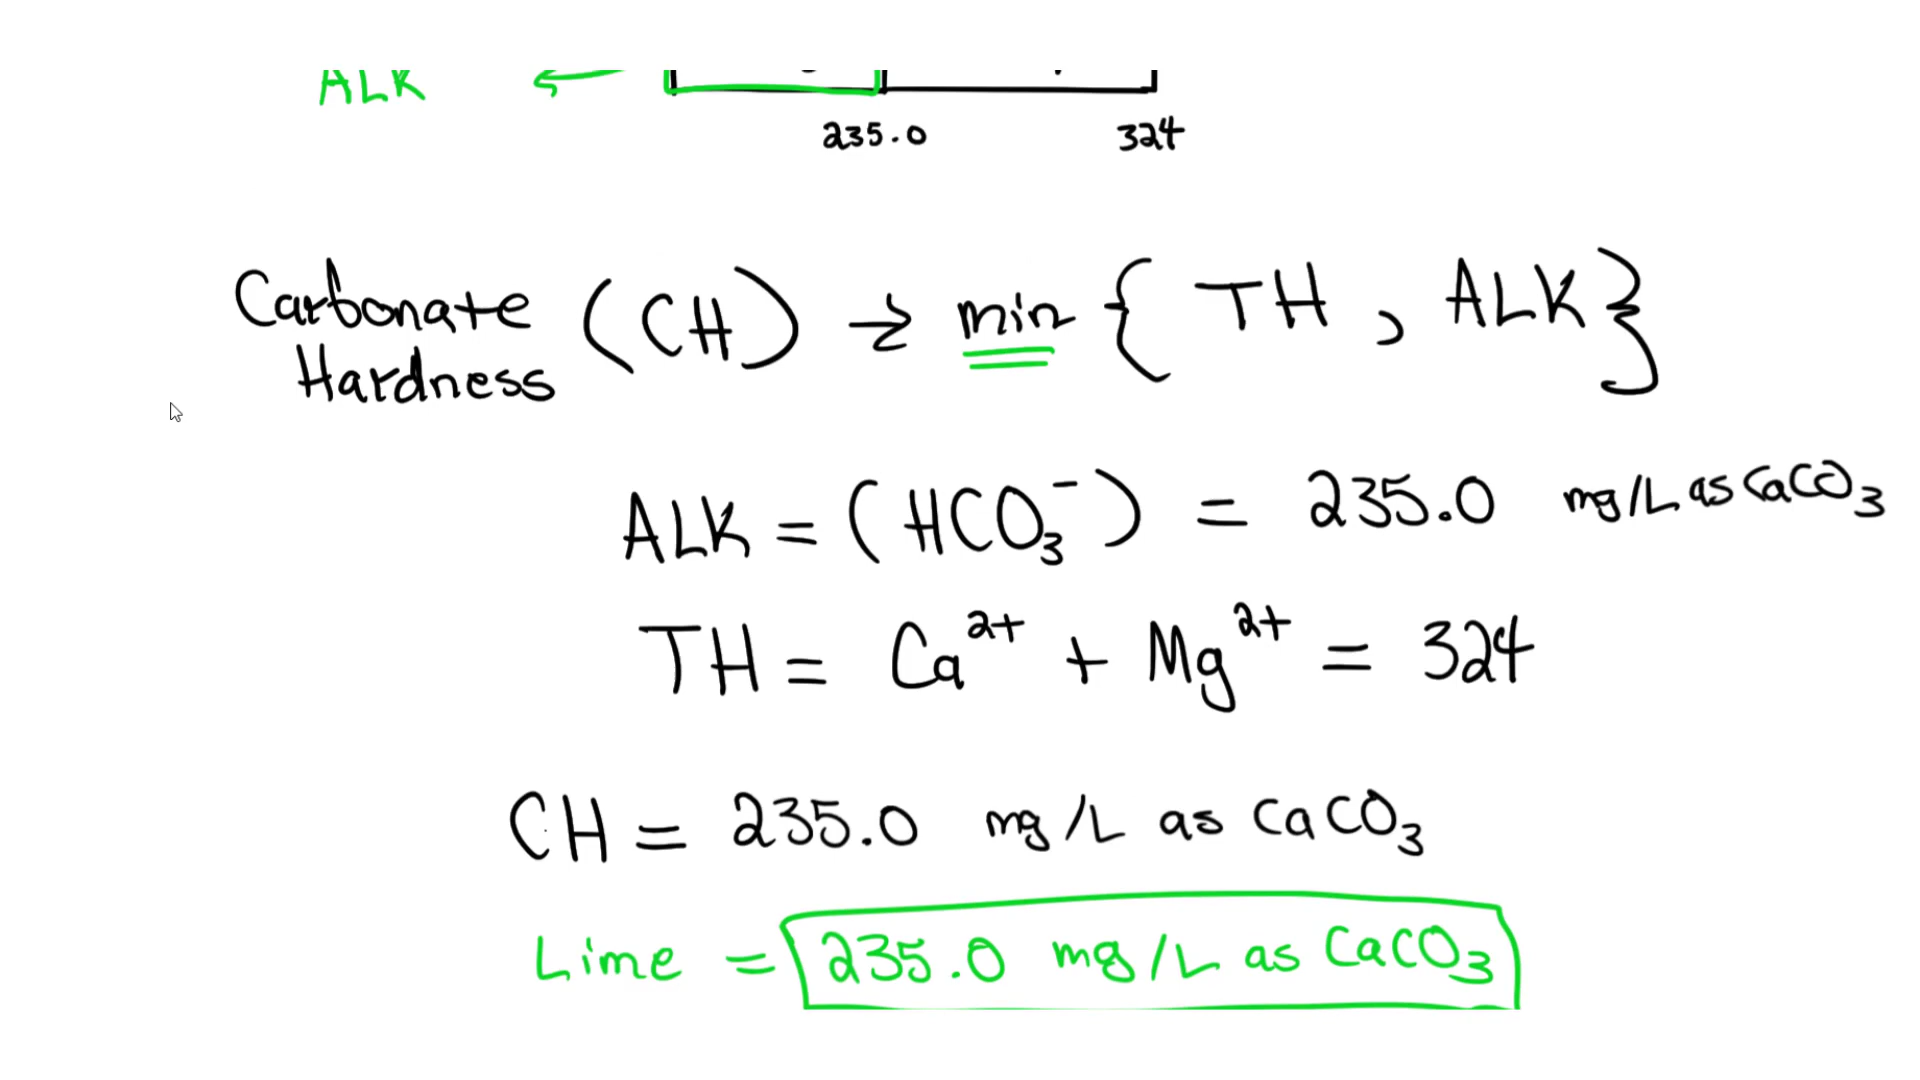 ALK ←
235.0 324
Carbonate Hardness (CH) → min { TH , ALK }
ALK = (HCO₃⁻) = 235.0 mg/L as CaCO₃
TH = Ca²⁺ + Mg²⁺ = 324
CH = 235.0 mg/L as CaCO₃
Lime = 235.0 mg/L as CaCO₃